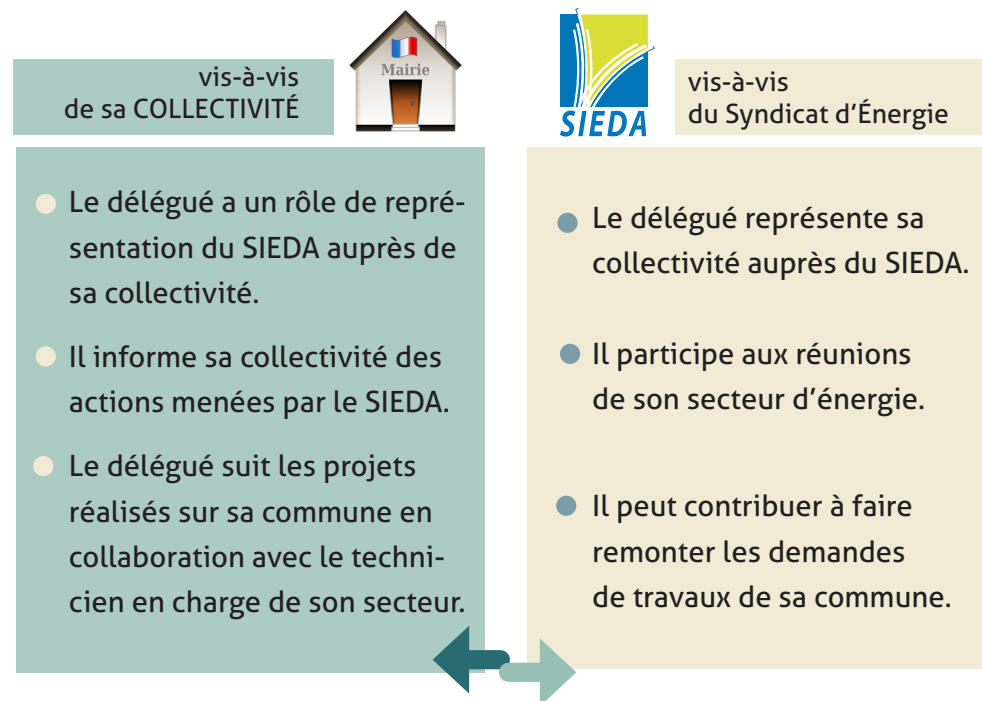 vis-à-vis
de sa COLLECTIVITÉ
Mairie
Le délégué a un rôle de repré-
sentation du SIEDA auprès de
sa collectivité.
Il informe sa collectivité des
actions menées par le SIEDA.
Le délégué suit les projets
réalisés sur sa commune en
collaboration avec le techni-
cien en charge de son secteur.
SIEDA
vis-à-vis
du Syndicat d'Énergie
Le délégué représente sa
collectivité auprès du SIEDA.
Il participe aux réunions
de son secteur d'énergie.
Il peut contribuer à faire
remonter les demandes
de travaux de sa commune.